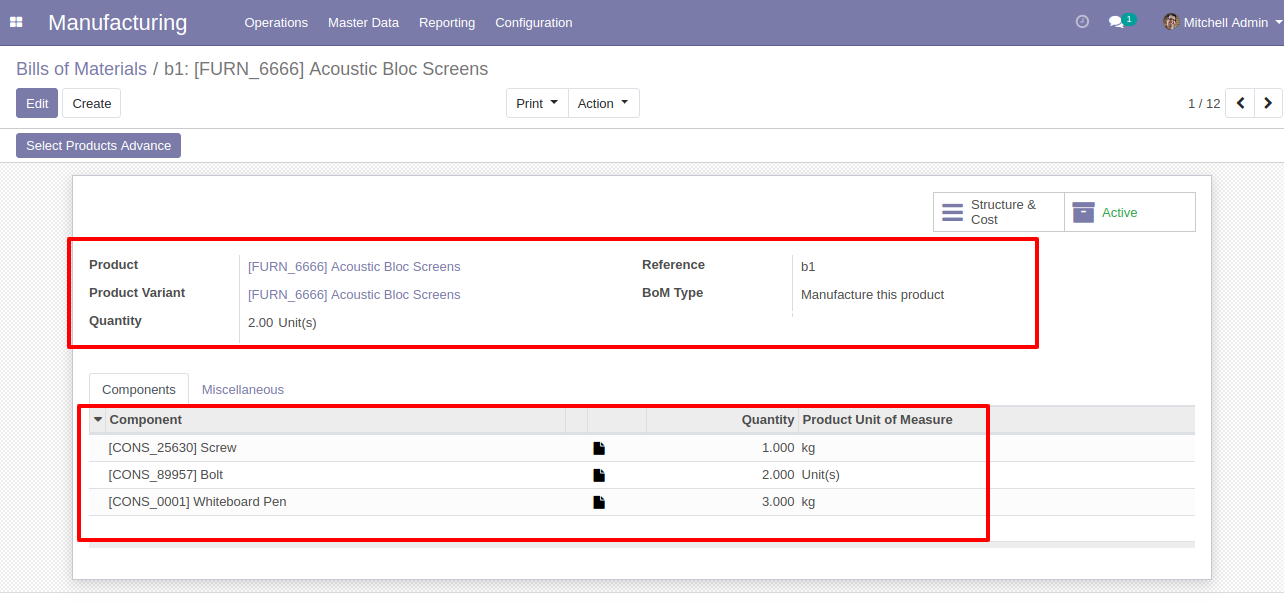 Manufacturing Operations Master Data Reporting Configuration 1 Mitchell Admin
Bills of Materials / b1: [FURN_6666] Acoustic Bloc Screens
Edit Create Print Action 1 / 12
Select Products Advance
Structure & Cost Active
Product [FURN_6666] Acoustic Bloc Screens Reference b1
Product Variant [FURN_6666] Acoustic Bloc Screens BoM Type Manufacture this product
Quantity 2.00 Unit(s)
Components Miscellaneous
Component Quantity Product Unit of Measure
[CONS_25630] Screw 1.000 kg
[CONS_89957] Bolt 2.000 Unit(s)
[CONS_0001] Whiteboard Pen 3.000 kg